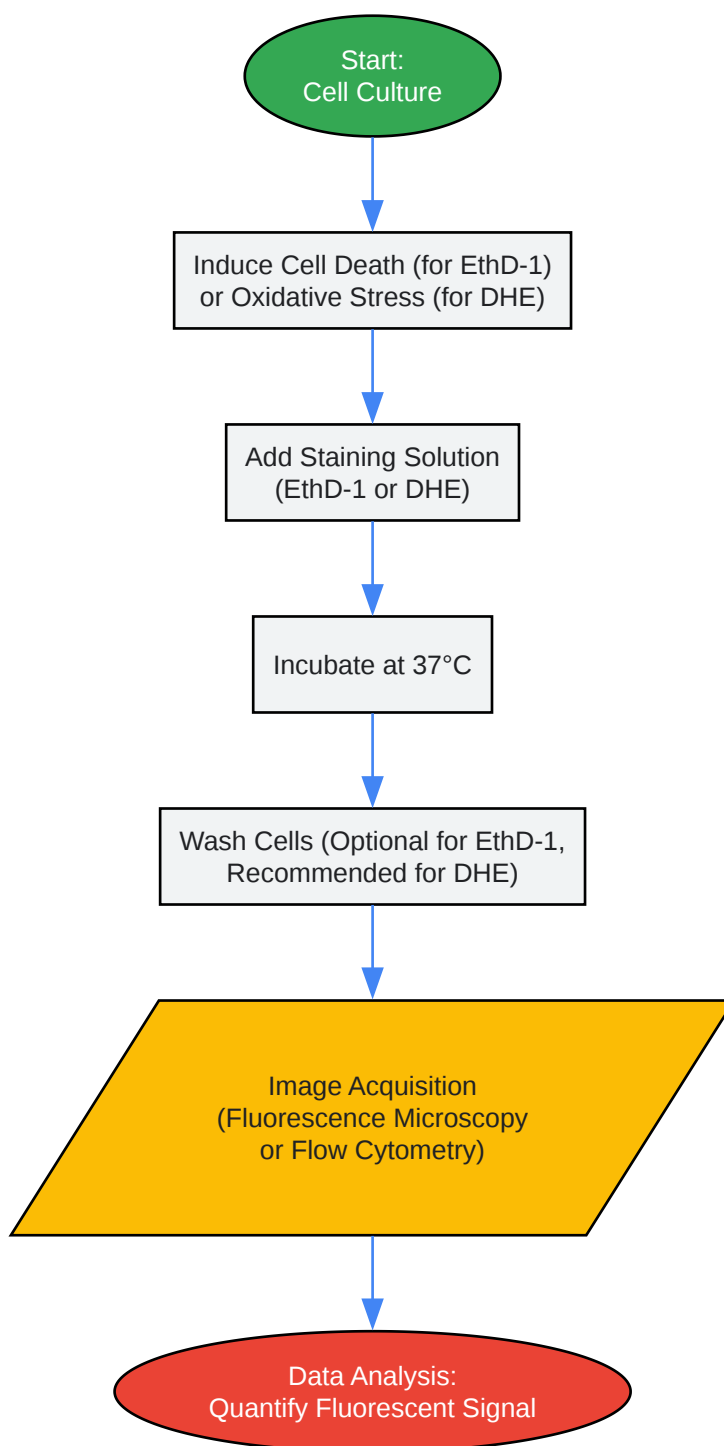 Start:
Cell Culture
Induce Cell Death (for EthD-1)
or Oxidative Stress (for DHE)
Add Staining Solution
(EthD-1 or DHE)
Incubate at 37°C
Wash Cells (Optional for EthD-1,
Recommended for DHE)
Image Acquisition
(Fluorescence Microscopy
or Flow Cytometry)
Data Analysis:
Quantify Fluorescent Signal